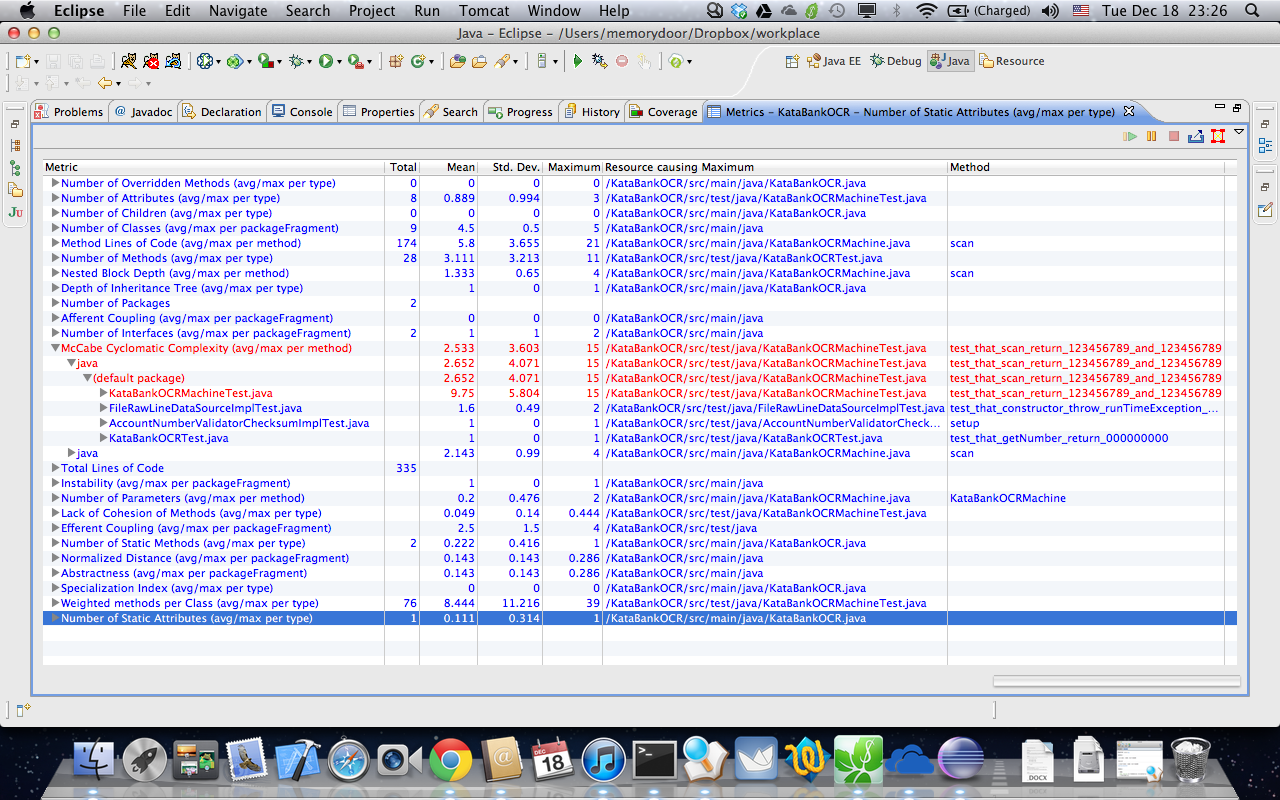 Eclipse File Edit Navigate Search Project Run Tomcat Window Help (Charged) Tue Dec 18 23:26
Java – Eclipse – /Users/memorydoor/Dropbox/workplace
Java EE Debug Java Resource
Problems @ Javadoc Declaration Console Properties Search Progress History Coverage Metrics – KataBankOCR – Number of Static Attributes (avg/max per type)
Metric Total Mean Std. Dev. Maximum Resource causing Maximum Method
Number of Overridden Methods (avg/max per type) 0 0 0 0 /KataBankOCR/src/main/java/KataBankOCR.java
Number of Attributes (avg/max per type) 8 0.889 0.994 3 /KataBankOCR/src/test/java/KataBankOCRMachineTest.java
Number of Children (avg/max per type) 0 0 0 0 /KataBankOCR/src/main/java/KataBankOCR.java
Number of Classes (avg/max per packageFragment) 9 4.5 0.5 5 /KataBankOCR/src/main/java
Method Lines of Code (avg/max per method) 174 5.8 3.655 21 /KataBankOCR/src/main/java/KataBankOCRMachine.java scan
Number of Methods (avg/max per type) 28 3.111 3.213 11 /KataBankOCR/src/test/java/KataBankOCRTest.java
Nested Block Depth (avg/max per method) 1.333 0.65 4 /KataBankOCR/src/main/java/KataBankOCRMachine.java scan
Depth of Inheritance Tree (avg/max per type) 1 0 1 /KataBankOCR/src/main/java/KataBankOCR.java
Number of Packages 2
Afferent Coupling (avg/max per packageFragment) 0 0 0 /KataBankOCR/src/main/java
Number of Interfaces (avg/max per packageFragment) 2 1 1 2 /KataBankOCR/src/main/java
McCabe Cyclomatic Complexity (avg/max per method) 2.533 3.603 15 /KataBankOCR/src/test/java/KataBankOCRMachineTest.java test_that_scan_return_123456789_and_123456789
java 2.652 4.071 15 /KataBankOCR/src/test/java/KataBankOCRMachineTest.java test_that_scan_return_123456789_and_123456789
(default package) 2.652 4.071 15 /KataBankOCR/src/test/java/KataBankOCRMachineTest.java test_that_scan_return_123456789_and_123456789
KataBankOCRMachineTest.java 9.75 5.804 15 /KataBankOCR/src/test/java/KataBankOCRMachineTest.java test_that_scan_return_123456789_and_123456789
FileRawLineDataSourceImplTest.java 1.6 0.49 2 /KataBankOCR/src/test/java/FileRawLineDataSourceImplTest.java test_that_constructor_throw_runTimeException_...
AccountNumberValidatorChecksumImplTest.java 1 0 1 /KataBankOCR/src/test/java/AccountNumberValidatorCheck... setup
KataBankOCRTest.java 1 0 1 /KataBankOCR/src/test/java/KataBankOCRTest.java test_that_getNumber_return_000000000
java 2.143 0.99 4 /KataBankOCR/src/main/java/KataBankOCRMachine.java scan
Total Lines of Code 335
Instability (avg/max per packageFragment) 1 0 1 /KataBankOCR/src/main/java
Number of Parameters (avg/max per method) 0.2 0.476 2 /KataBankOCR/src/main/java/KataBankOCRMachine.java KataBankOCRMachine
Lack of Cohesion of Methods (avg/max per type) 0.049 0.14 0.444 /KataBankOCR/src/test/java/KataBankOCRMachineTest.java
Efferent Coupling (avg/max per packageFragment) 2.5 1.5 4 /KataBankOCR/src/test/java
Number of Static Methods (avg/max per type) 2 0.222 0.416 1 /KataBankOCR/src/main/java/KataBankOCR.java
Normalized Distance (avg/max per packageFragment) 0.143 0.143 0.286 /KataBankOCR/src/main/java
Abstractness (avg/max per packageFragment) 0.143 0.143 0.286 /KataBankOCR/src/main/java
Specialization Index (avg/max per type) 0 0 0 /KataBankOCR/src/main/java/KataBankOCR.java
Weighted methods per Class (avg/max per type) 76 8.444 11.216 39 /KataBankOCR/src/test/java/KataBankOCRMachineTest.java
Number of Static Attributes (avg/max per type) 1 0.111 0.314 1 /KataBankOCR/src/main/java/KataBankOCR.java
DEC
18
DOCX